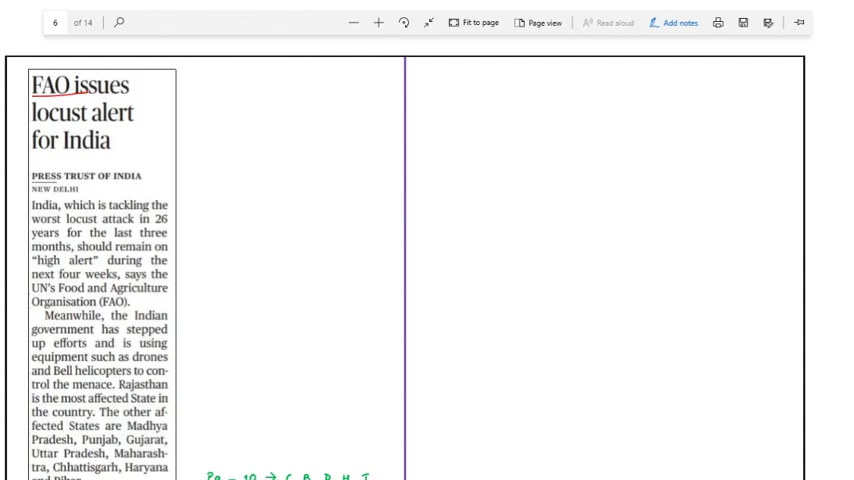 6 of 14 Fit to page Page view Read aloud Add notes
FAO issues
locust alert
for India
PRESS TRUST OF INDIA
NEW DELHI
India, which is tackling the
worst locust attack in 26
years for the last three
months, should remain on
“high alert” during the
next four weeks, says the
UN's Food and Agriculture
Organisation (FAO).
Meanwhile, the Indian
government has stepped
up efforts and is using
equipment such as drones
and Bell helicopters to con-
trol the menace. Rajasthan
is the most affected State in
the country. The other af-
fected States are Madhya
Pradesh, Punjab, Gujarat,
Uttar Pradesh, Maharash-
tra, Chhattisgarh, Haryana
and Bihar.
Pg - 10 →